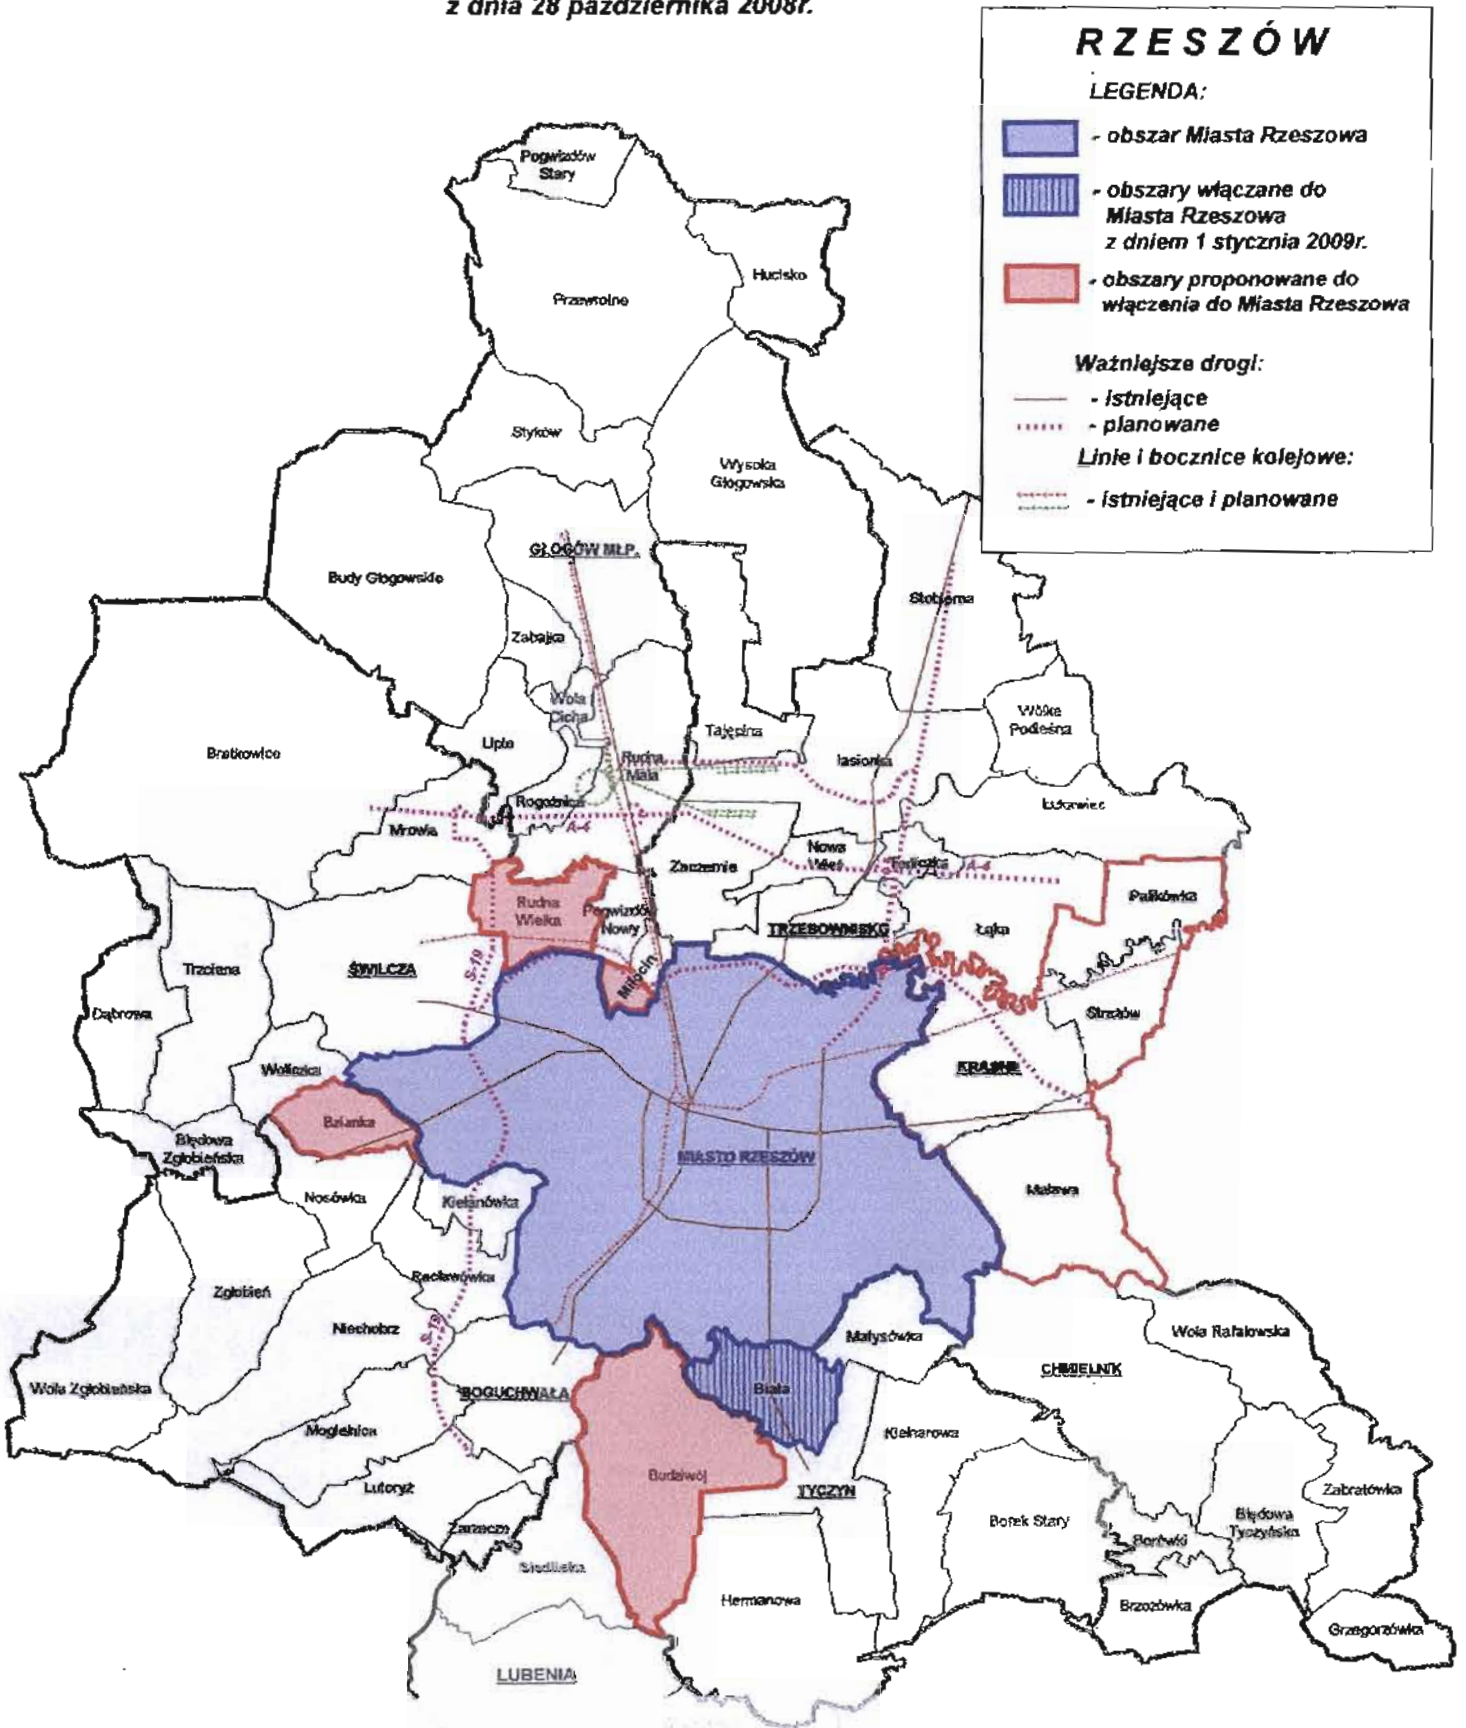 z dnia 28 października 2008r.
RZESZÓW
LEGENDA:
- obszar Miasta Rzeszowa
- obszary włączane do
Miasta Rzeszowa
z dniem 1 stycznia 2009r.
- obszary proponowane do
włączenia do Miasta Rzeszowa
Ważniejsze drogi:
- istniejące
- planowane
Linie i bocznice kolejowe:
- istniejące i planowane
Pogwizdów
Stary
Hucisko
Przewrotne
Styków
Wysoka
Głogowska
GŁOGÓW MŁP.
Budy Głogowskie
Stobierna
Zabajka
Wola
Cicha
Wólka
Podleśna
Tajęcina
Lipie
Bratkowice
Rudna
Mała
Jasionka
Rogoźnica
Łukawiec
A-4
Mrowla
Nowa
Wieś
Zaczernie
Terliczka
A-4
Palikówka
Rudna
Wielka
Pogwizdów
Nowy
TRZEBOWNISKO
Łąka
S-19
ŚWILCZA
Trzciana
Miłocin
Dąbrowa
Strażów
Woliczka
KRASNE
Bzianka
Błędowa
Zgłobieńska
MIASTO RZESZÓW
Nosówka
Kielanówka
Malawa
Racławówka
Zgłobień
Niechobrz
S-19
Matysówka
Wola Rafałowska
CHMIELNIK
Wola Zgłobieńska
BOGUCHWAŁA
Biała
Mogielnica
Kielnarowa
Budziwój
Lutoryż
TYCZYN
Zabratówka
Borek Stary
Błędowa
Tyczyńska
Zarzecze
Borówki
Siedliska
Hermanowa
Brzozówka
Grzegorzówka
LUBENIA